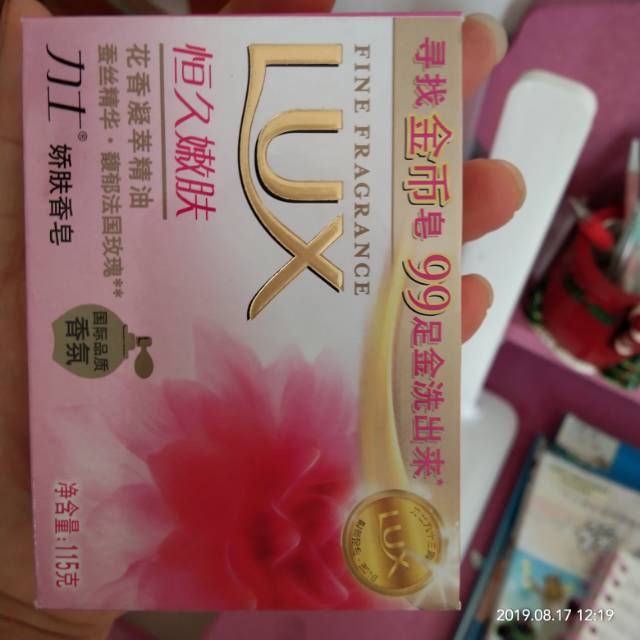 寻找金币皂 99足金洗出来*
FINE FRAGRANCE
LUX
恒久嫩肤
花香凝萃精油
蚕丝精华·馥郁法国玫瑰**
力士® 娇肤香皂
国际品质
香氛
净含量:115克
LUX
2019.08.17 12:19